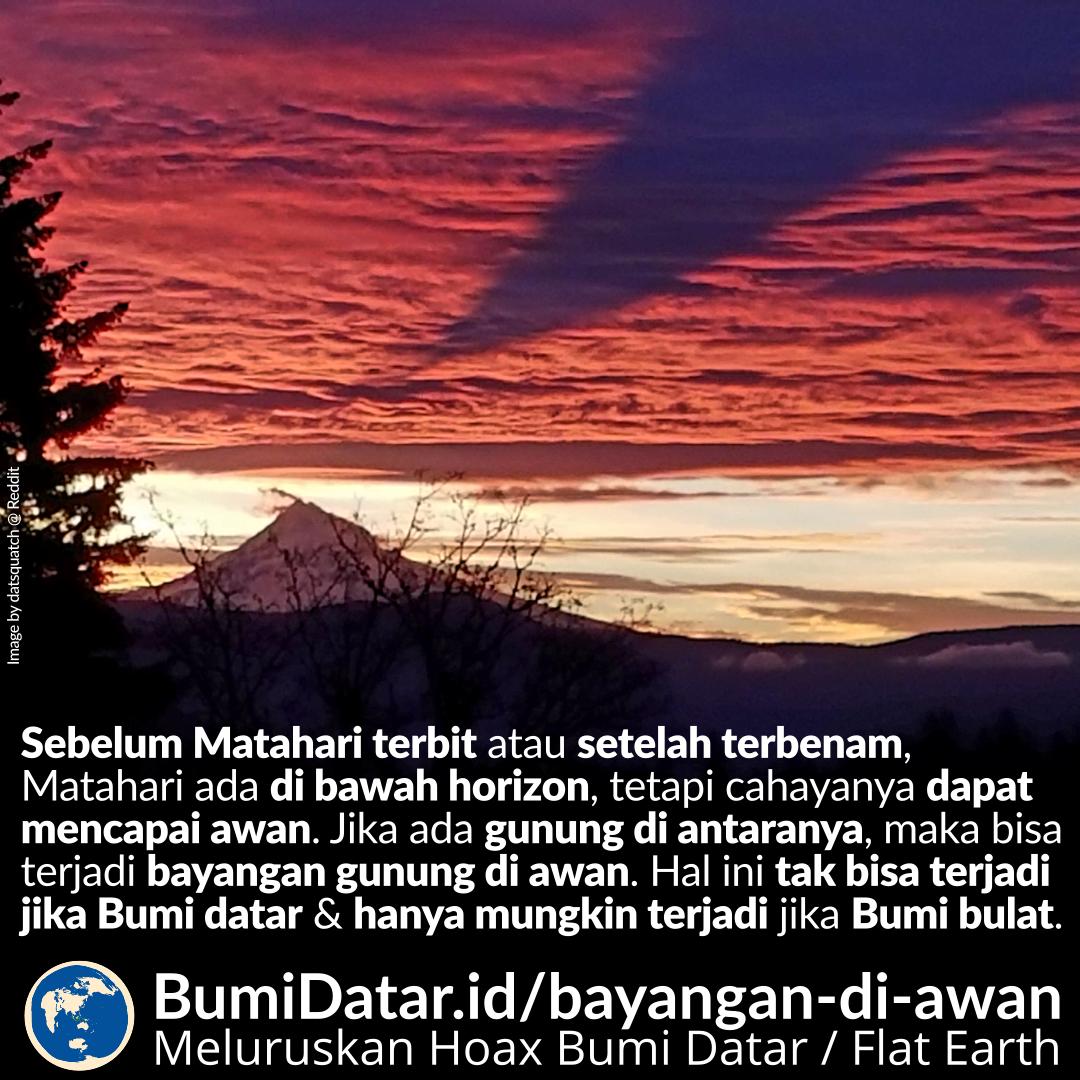 Image by datsquatch @ Reddit
Sebelum Matahari terbit atau setelah terbenam,
Matahari ada di bawah horizon, tetapi cahayanya dapat
mencapai awan. Jika ada gunung di antaranya, maka bisa
terjadi bayangan gunung di awan. Hal ini tak bisa terjadi
jika Bumi datar & hanya mungkin terjadi jika Bumi bulat.
BumiDatar.id/bayangan-di-awan
Meluruskan Hoax Bumi Datar / Flat Earth